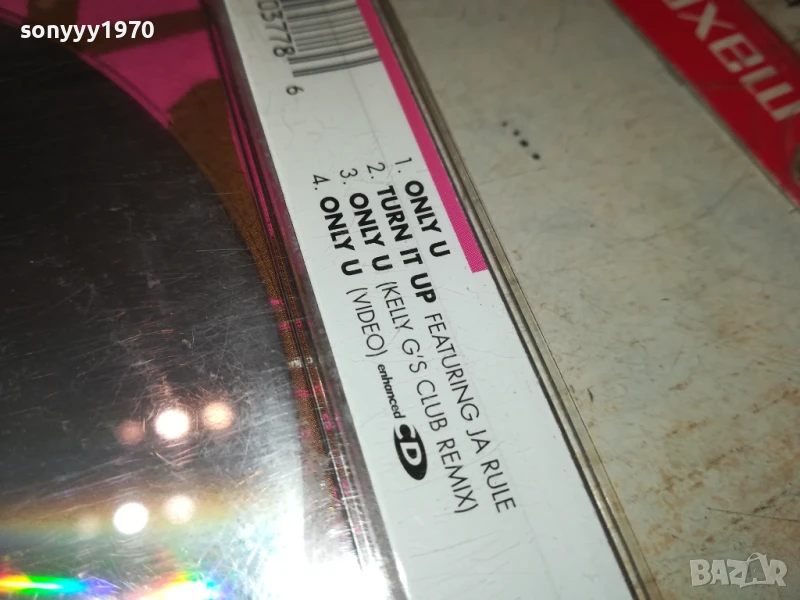 sonyyy1970
03778 6
maxell
1. ONLY U
2. TURN IT UP FEATURING JA RULE
3. ONLY U (KELLY G'S CLUB REMIX)
4. ONLY U (VIDEO) enhanced CD
BAZAR